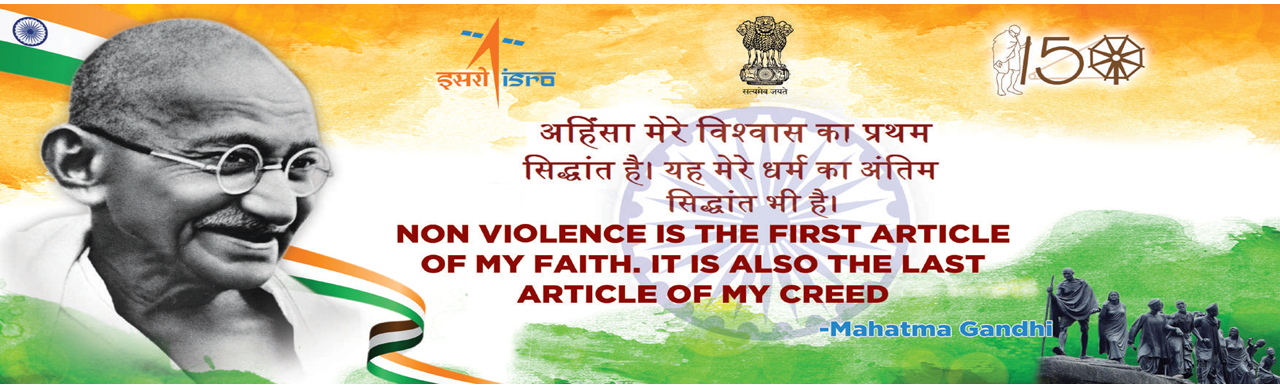 इसरो isro
सत्यमेव जयते
150
अहिंसा मेरे विश्वास का प्रथम
सिद्धांत है। यह मेरे धर्म का अंतिम
सिद्धांत भी है।
NON VIOLENCE IS THE FIRST ARTICLE
OF MY FAITH. IT IS ALSO THE LAST
ARTICLE OF MY CREED
-Mahatma Gandhi